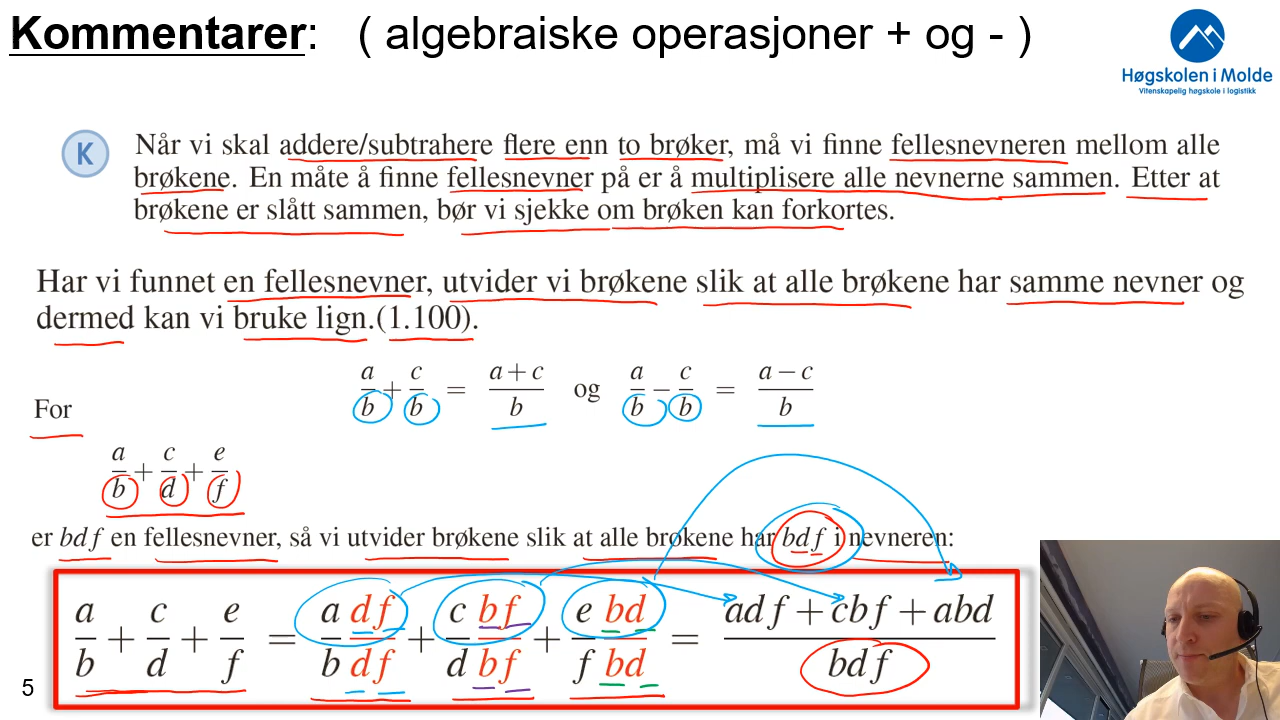 Kommentarer: ( algebraiske operasjoner + og - )
Høgskolen i Molde
Vitenskapelig høgskole i logistikk
K
Når vi skal addere/subtrahere flere enn to brøker, må vi finne fellesnevneren mellom alle
brøkene. En måte å finne fellesnevner på er å multiplisere alle nevnerne sammen. Etter at
brøkene er slått sammen, bør vi sjekke om brøken kan forkortes.
Har vi funnet en fellesnevner, utvider vi brøkene slik at alle brøkene har samme nevner og
dermed kan vi bruke lign.(1.100).
a/b + c/b = (a+c)/b og a/b − c/b = (a−c)/b
For
a/b + c/d + e/f
er bdf en fellesnevner, så vi utvider brøkene slik at alle brøkene har bdf i nevneren:
a/b + c/d + e/f = (a df)/(b df) + (c bf)/(d bf) + (e bd)/(f bd) = (adf + cbf + abd)/(bdf)
5